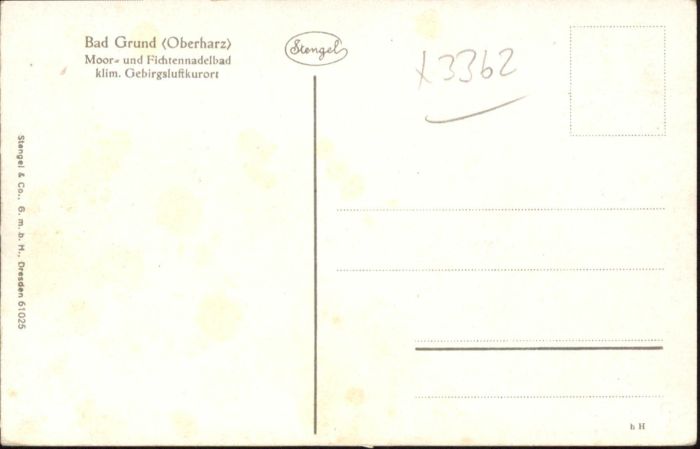 Bad Grund (Oberharz)
Moor- und Fichtennadelbad
klim. Gebirgsluftkurort
Stengel
x3362
Stengel & Co., G. m. b. H., Dresden 61025
h H